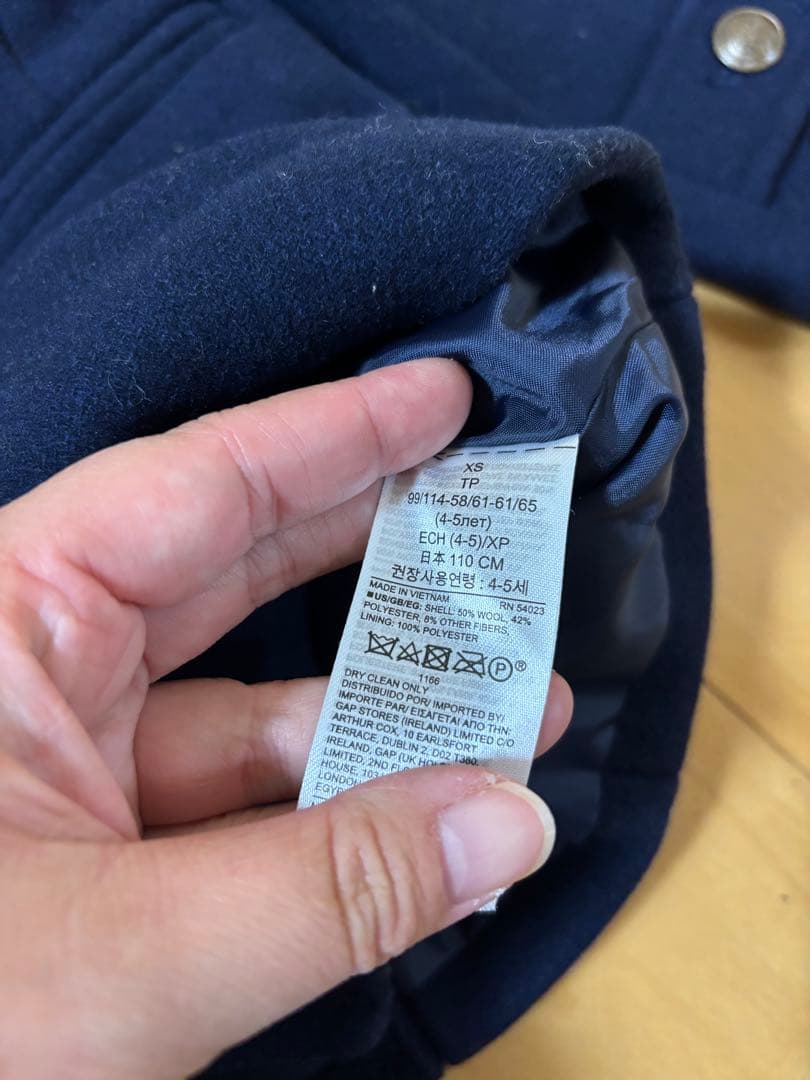 XS
TP
99/114-58/61-61/65
(4-5лет)
ECH (4-5)/XP
日本 110 CM
권장사용연령 : 4-5세
MADE IN VIETNAM RN 54023
■US/GB/EG: SHELL: 50% WOOL, 42%
POLYESTER, 8% OTHER FIBERS,
LINING: 100% POLYESTER
P®
1166
DRY CLEAN ONLY
DISTRIBUIDO POR/ IMPORTED BY/
IMPORTE PAR/ ΕΙΣΑΓΕΤΑΙ ΑΠΟ ΤΗΝ:
GAP STORES (IRELAND) LIMITED C/O
ARTHUR COX, 10 EARLSFORT
TERRACE, DUBLIN 2, D02 T380,
IRELAND, GAP (UK
LIMITED, 2ND
HOUSE, 103